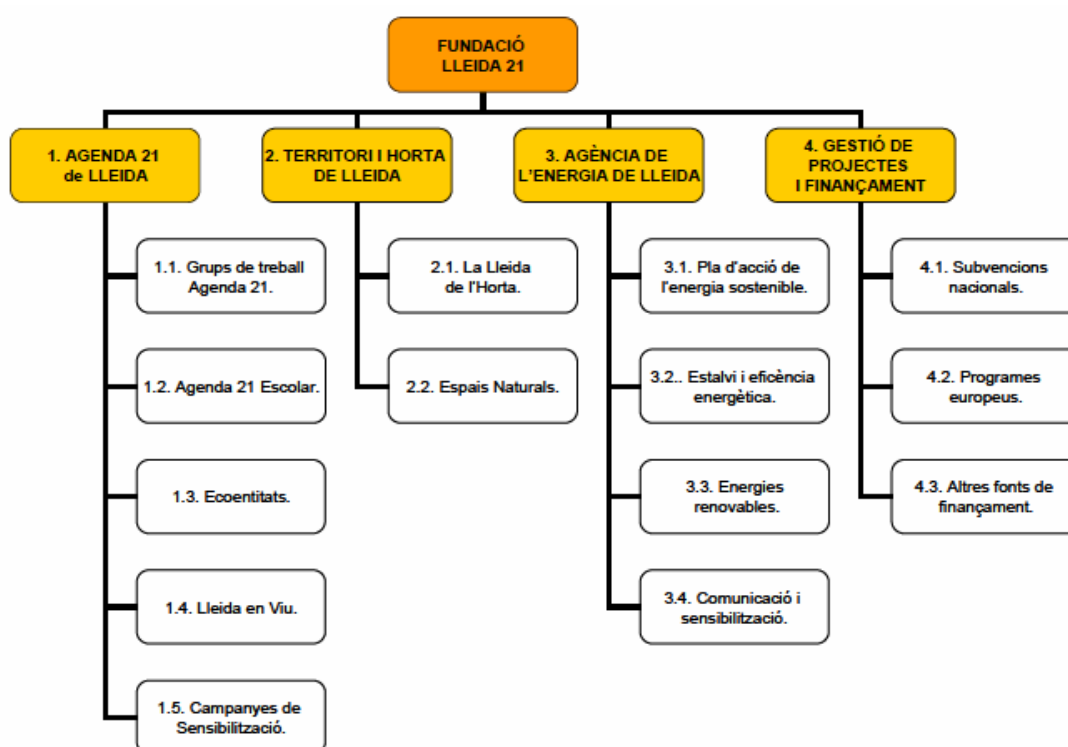 FUNDACIÓ
LLEIDA 21
1. AGENDA 21
de LLEIDA
2. TERRITORI I HORTA
DE LLEIDA
3. AGÈNCIA DE
L'ENERGIA DE LLEIDA
4. GESTIÓ DE
PROJECTES
I FINANÇAMENT
1.1. Grups de treball
Agenda 21.
1.2. Agenda 21 Escolar.
1.3. Ecoentitats.
1.4. Lleida en Viu.
1.5. Campanyes de
Sensibilització.
2.1. La Lleida
de l'Horta.
2.2. Espais Naturals.
3.1. Pla d'acció de
l'energia sostenible.
3.2.. Estalvi i eficència
energètica.
3.3. Energies
renovables.
3.4. Comunicació i
sensibilització.
4.1. Subvencions
nacionals.
4.2. Programes
europeus.
4.3. Altres fonts de
finançament.